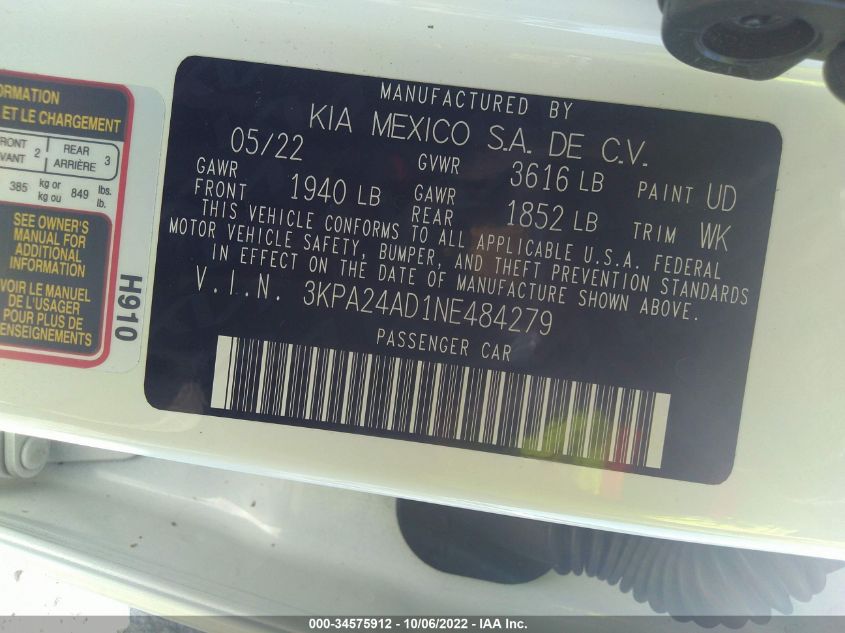 ORMATION
ET LE CHARGEMENT
FRONT 2 REAR 3
VANT ARRIÈRE
385 kg or 849 lbs.
kg ou lb.
SEE OWNER'S
MANUAL FOR
ADDITIONAL
INFORMATION
VOIR LE MANUEL
DE L'USAGER
POUR PLUS DE
RENSEIGNEMENTS
H910
MANUFACTURED BY
KIA MEXICO S.A. DE C.V.
05/22
GVWR 3616 LB PAINT UD
GAWR FRONT 1940 LB GAWR REAR 1852 LB TRIM WK
THIS VEHICLE CONFORMS TO ALL APPLICABLE U.S.A. FEDERAL
MOTOR VEHICLE SAFETY, BUMPER, AND THEFT PREVENTION STANDARDS
IN EFFECT ON THE DATE OF MANUFACTURE SHOWN ABOVE.
V.I.N. 3KPA24AD1NE484279
PASSENGER CAR
000-34575912 - 10/06/2022 - IAA Inc.